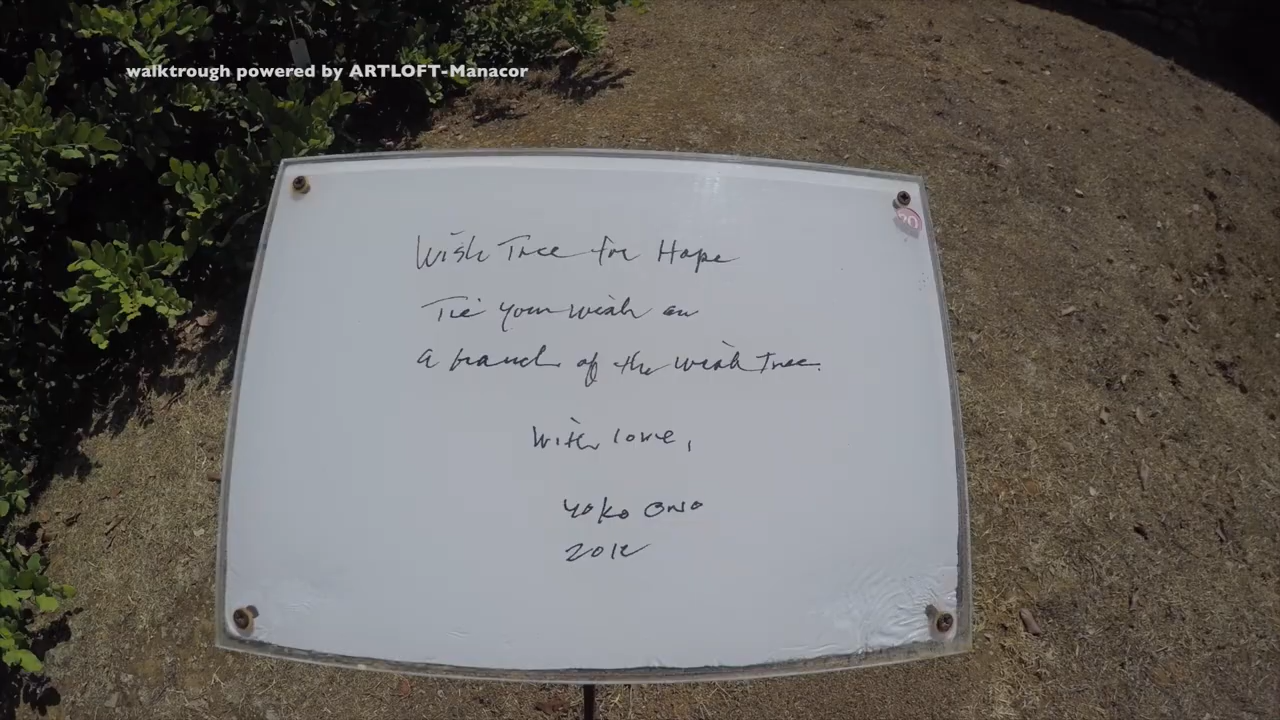 walktrough powered by ARTLOFT-Manacor
20
Wish Tree for Hope
Tie your wish on
a branch of the wish Tree.
With love,
yoko ono
2012